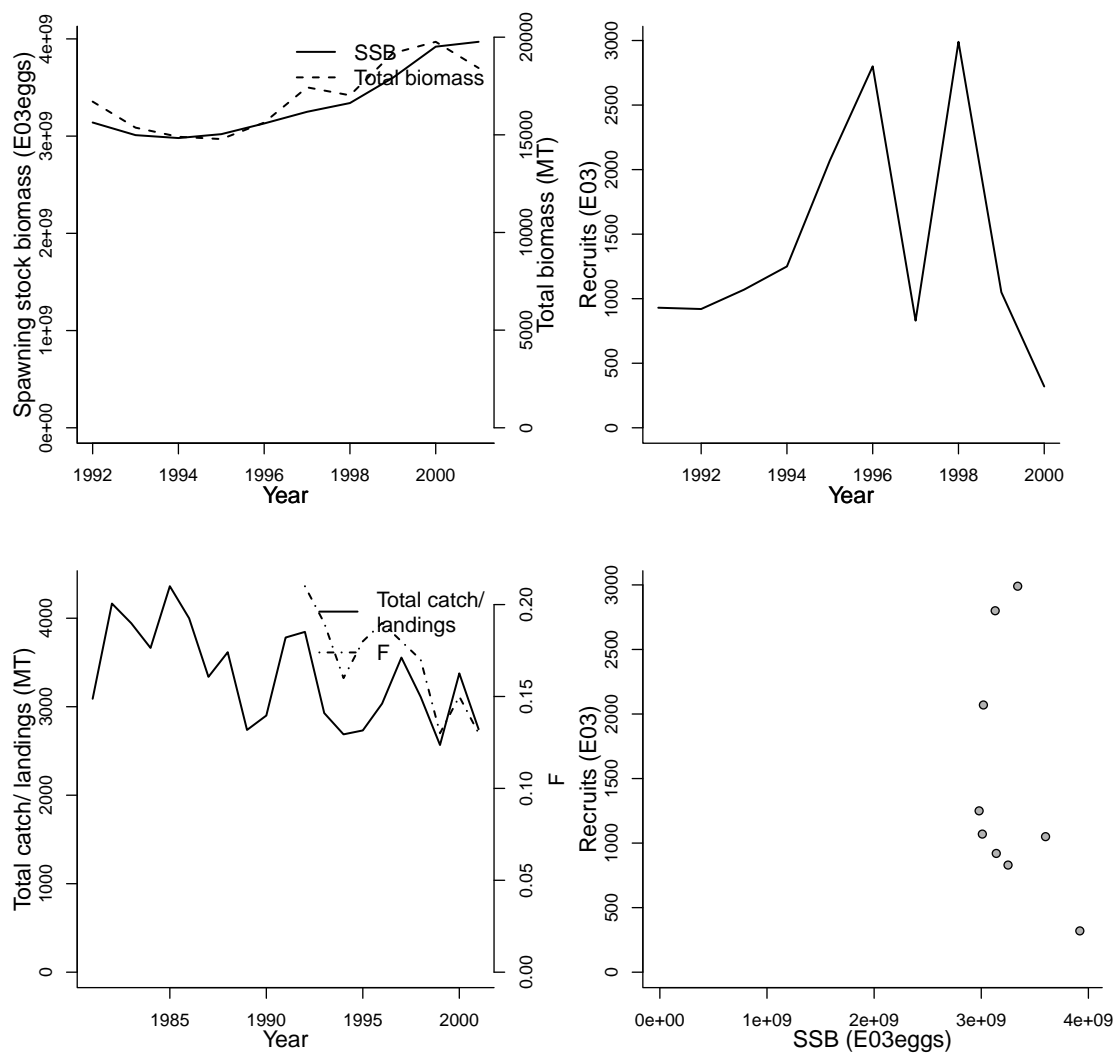 Spawning stock biomass (E03eggs)
0e+00 1e+09 2e+09 3e+09 4e+09
SSB
Total biomass
Total biomass (MT)
0 5000 10000 15000 20000
1992 1994 1996 1998 2000
Year
Recruits (E03)
0 500 1000 1500 2000 2500 3000
1992 1994 1996 1998 2000
Year
Total catch/ landings (MT)
0 1000 2000 3000 4000
Total catch/
landings
F
F
0.00 0.05 0.10 0.15 0.20
1985 1990 1995 2000
Year
Recruits (E03)
0 500 1000 1500 2000 2500 3000
0e+00 1e+09 2e+09 3e+09 4e+09
SSB (E03eggs)